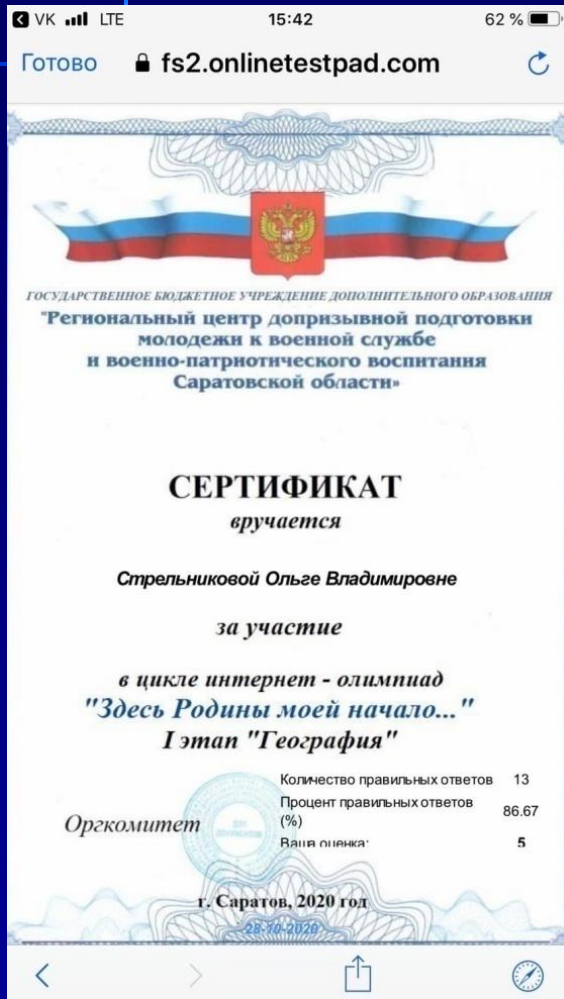 VK LTE 15:42 62 %
Готово fs2.onlinetestpad.com
ГОСУДАРСТВЕННОЕ БЮДЖЕТНОЕ УЧРЕЖДЕНИЕ ДОПОЛНИТЕЛЬНОГО ОБРАЗОВАНИЯ
"Региональный центр допризывной подготовки
молодежи к военной службе
и военно-патриотического воспитания
Саратовской области»
СЕРТИФИКАТ
вручается
Стрельниковой Ольге Владимировне
за участие
в цикле интернет - олимпиад
"Здесь Родины моей начало..."
I этап "География"
Количество правильных ответов 13
Процент правильных ответов
(%) 86.67
Оргкомитет
Ваша оценка: 5
г. Саратов, 2020 год
28-10-2020